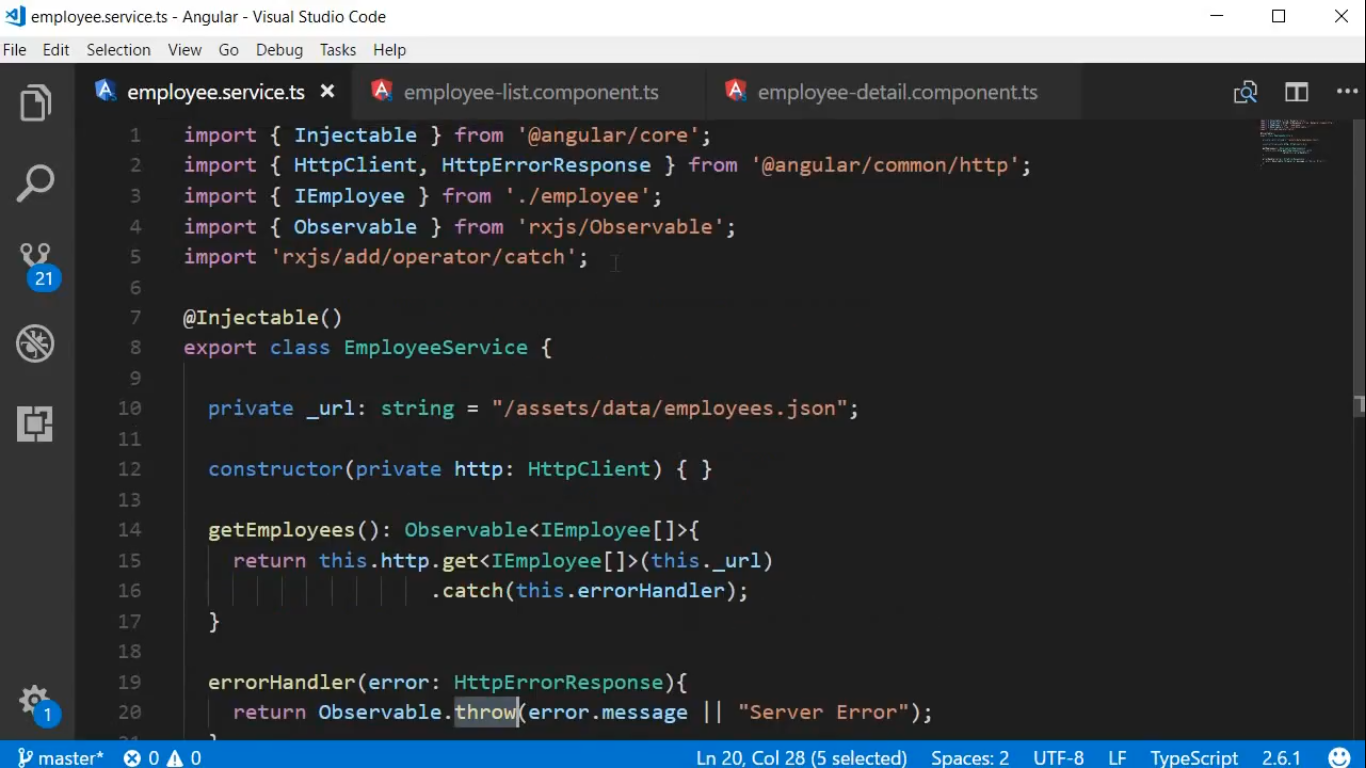 employee.service.ts - Angular - Visual Studio Code
File Edit Selection View Go Debug Tasks Help
employee.service.ts employee-list.component.ts employee-detail.component.ts
1 import { Injectable } from '@angular/core';
2 import { HttpClient, HttpErrorResponse } from '@angular/common/http';
3 import { IEmployee } from './employee';
4 import { Observable } from 'rxjs/Observable';
5 import 'rxjs/add/operator/catch';
6
7 @Injectable()
8 export class EmployeeService {
9
10 private _url: string = "/assets/data/employees.json";
11
12 constructor(private http: HttpClient) { }
13
14 getEmployees(): Observable<IEmployee[]>{
15 return this.http.get<IEmployee[]>(this._url)
16 .catch(this.errorHandler);
17 }
18
19 errorHandler(error: HttpErrorResponse){
20 return Observable.throw(error.message || "Server Error");
21
21
1
master* 0 0 Ln 20, Col 28 (5 selected) Spaces: 2 UTF-8 LF TypeScript 2.6.1